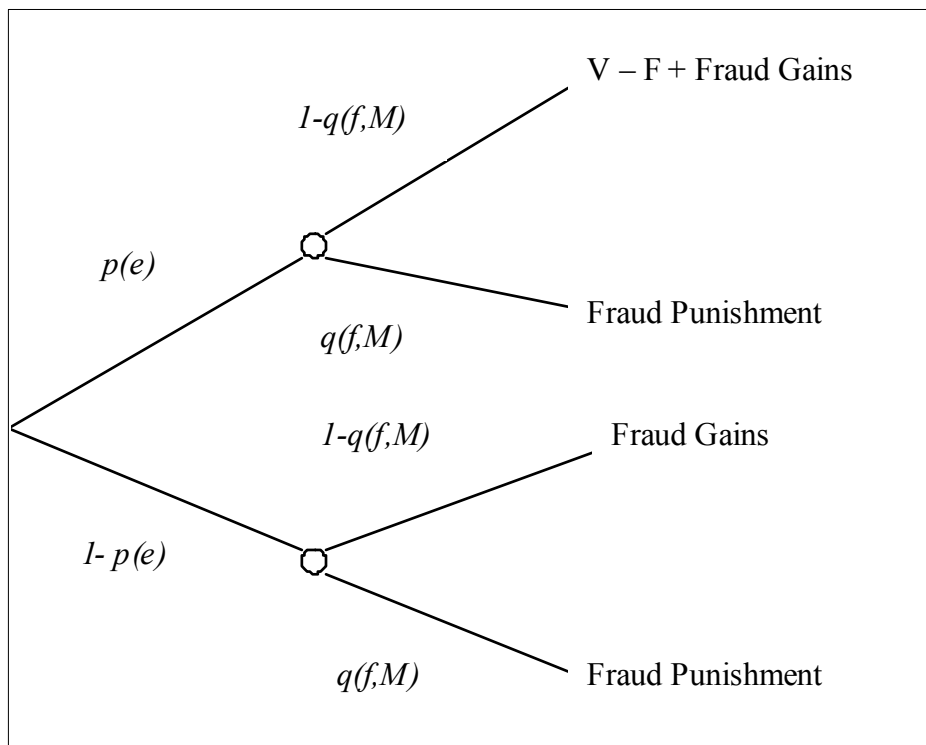 V – F + Fraud Gains
1-q(f,M)
p(e)
Fraud Punishment
q(f,M)
1-q(f,M)
Fraud Gains
1- p(e)
q(f,M)
Fraud Punishment